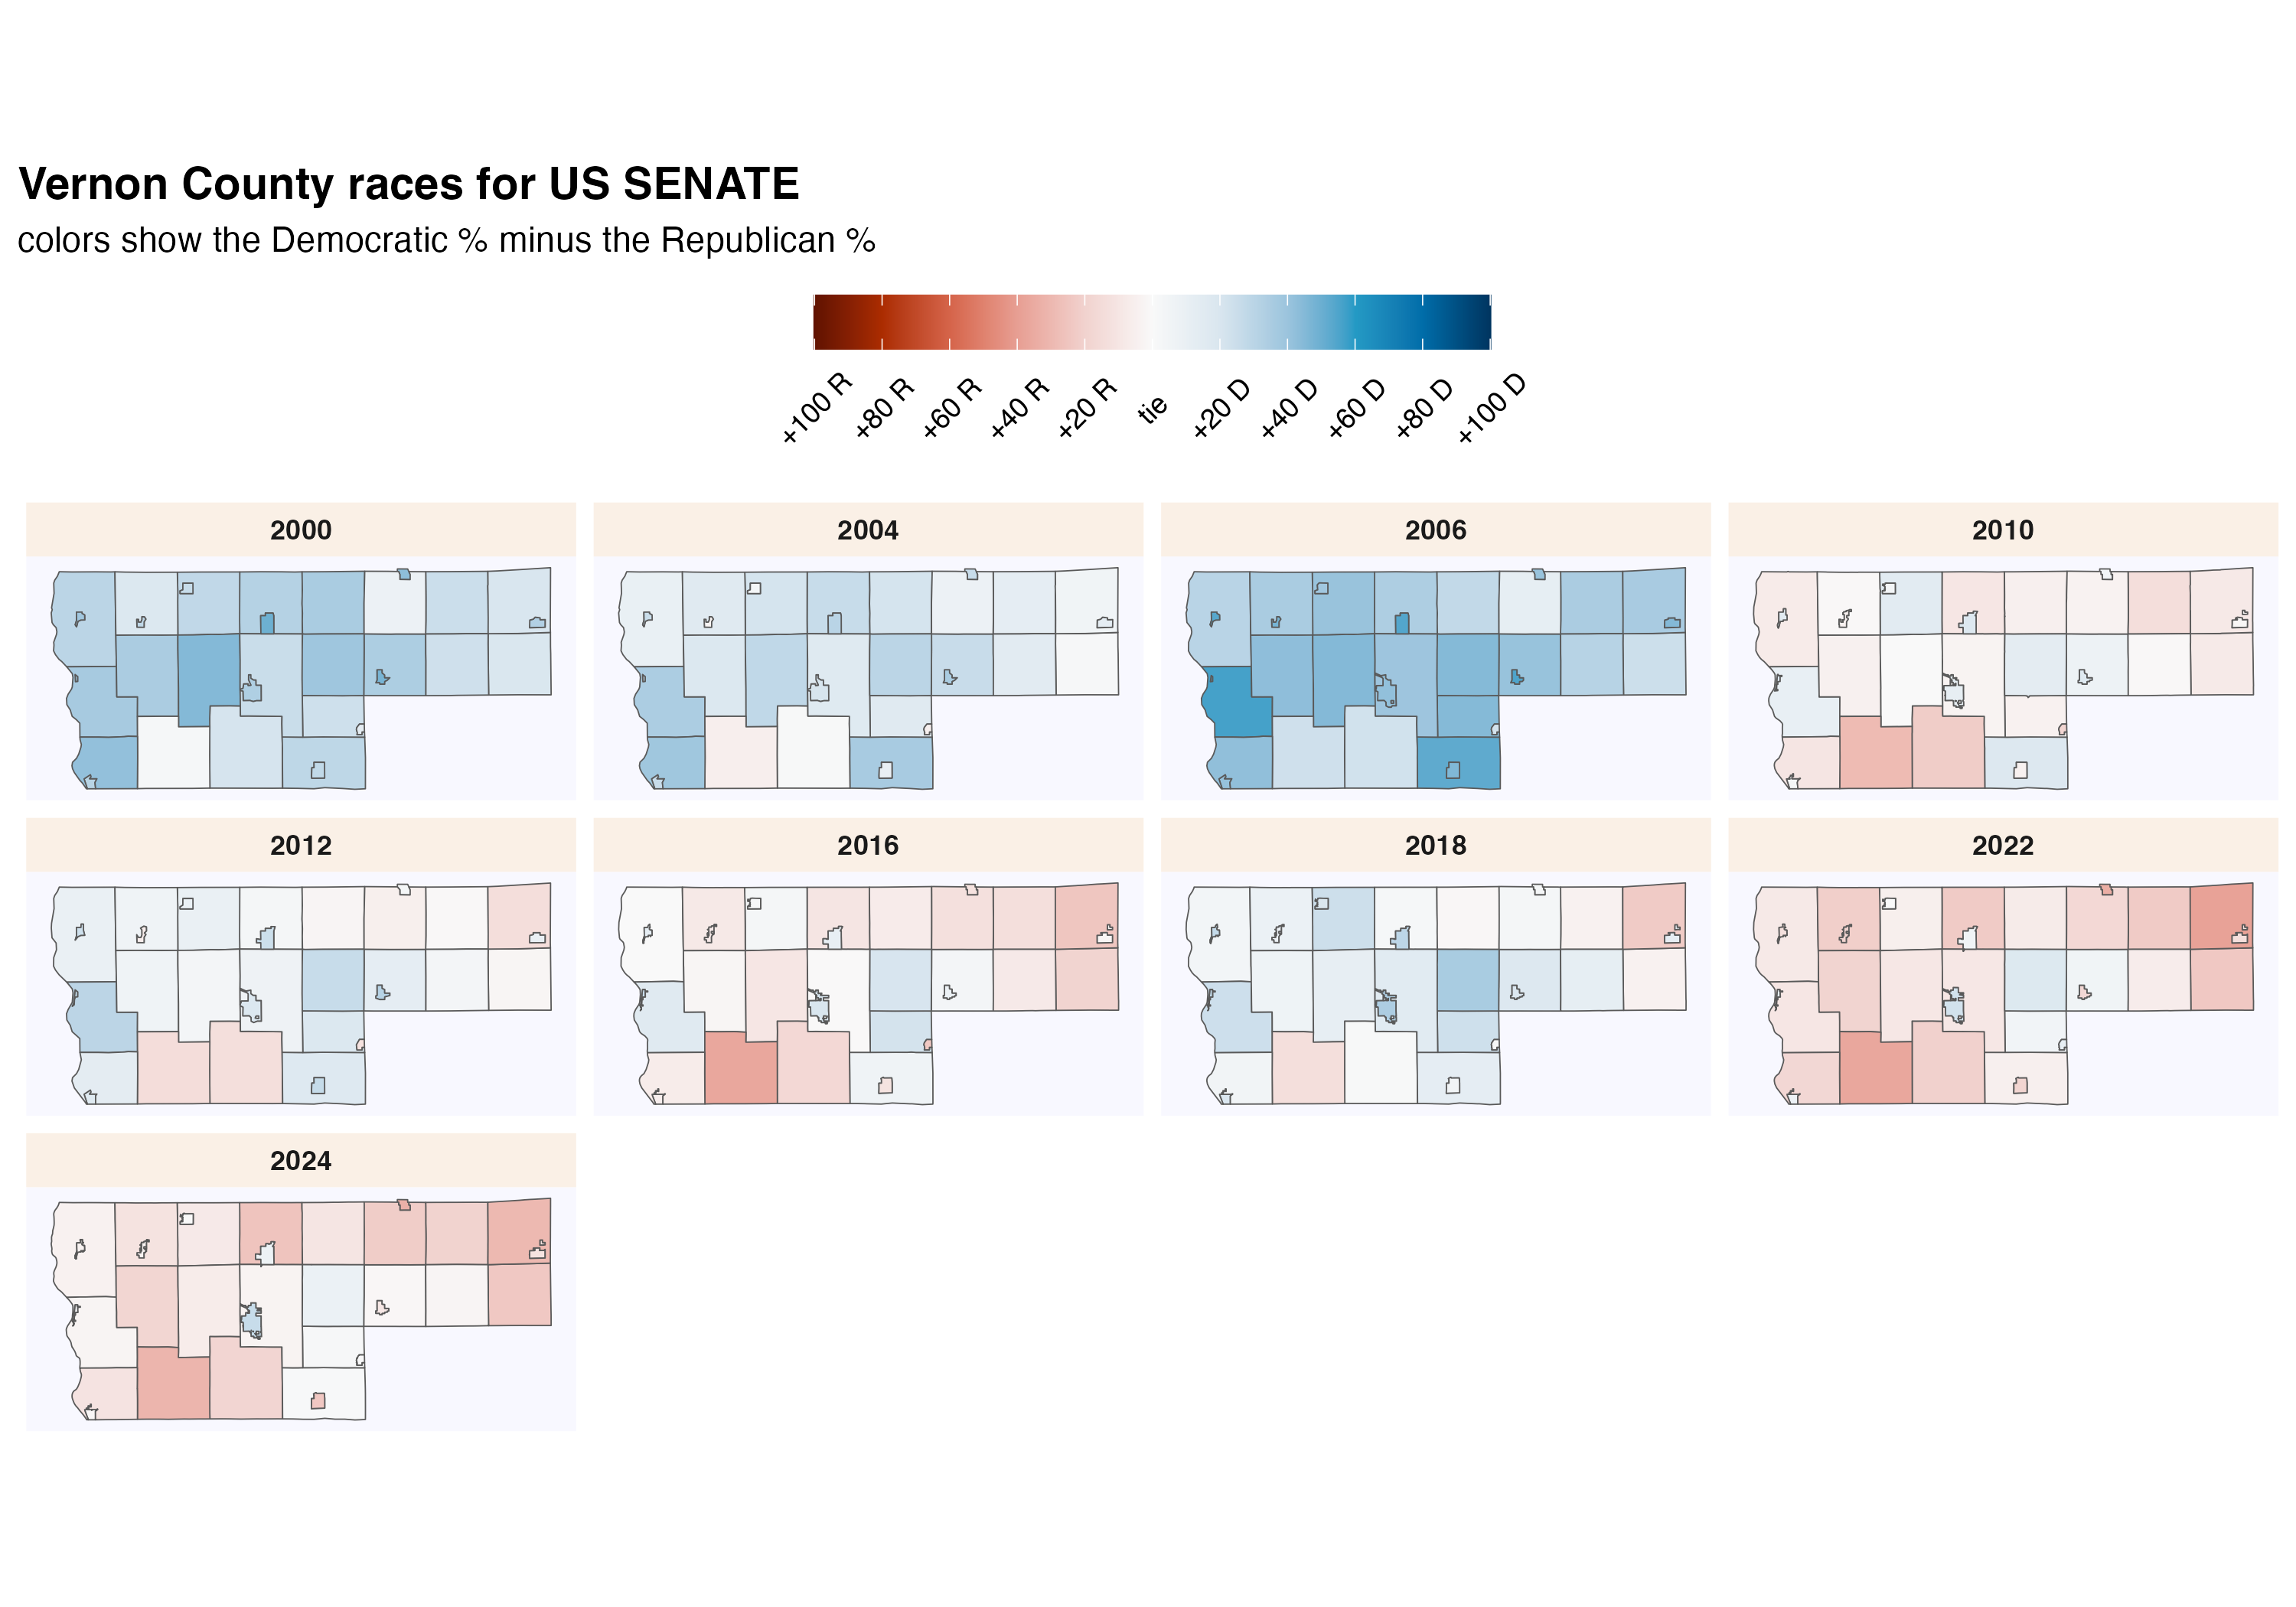 Vernon County races for US SENATE
colors show the Democratic % minus the Republican %
+100 R
+80 R
+60 R
+40 R
+20 R
tie
+20 D
+40 D
+60 D
+80 D
+100 D
2000
2004
2006
2010
2012
2016
2018
2022
2024